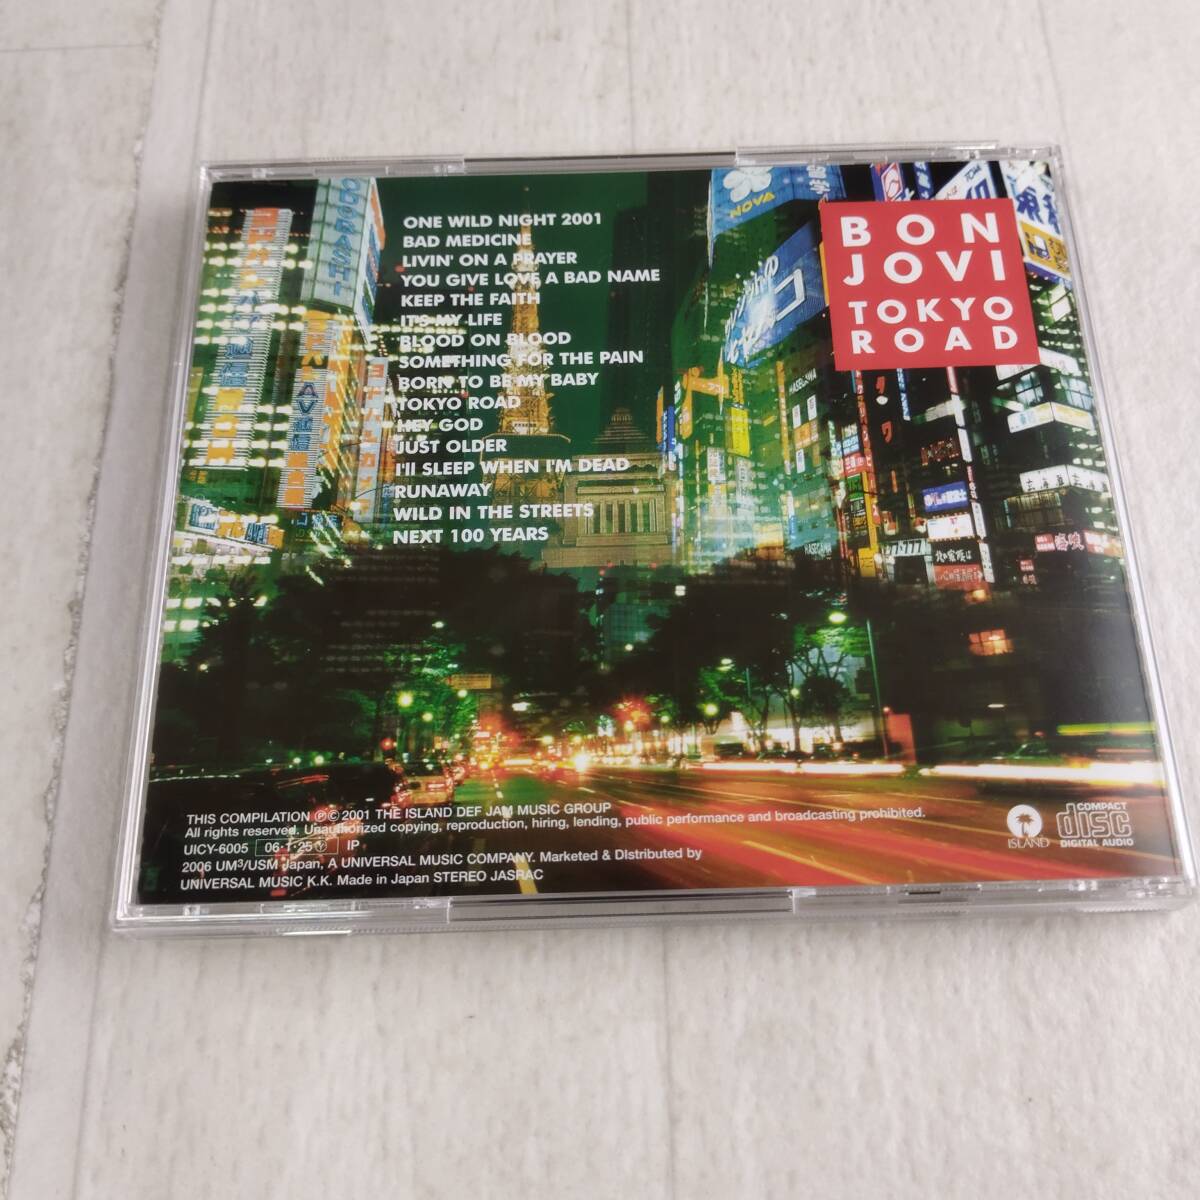 ONE WILD NIGHT 2001
BAD MEDICINE
LIVIN' ON A PRAYER
YOU GIVE LOVE A BAD NAME
KEEP THE FAITH
IT'S MY LIFE
BLOOD ON BLOOD
SOMETHING FOR THE PAIN
BORN TO BE MY BABY
TOKYO ROAD
HEY GOD
JUST OLDER
I'll SLEEP WHEN I'M DEAD
RUNAWAY
WILD IN THE STREETS
NEXT 100 YEARS
BON
JOVI
TOKYO
ROAD
留学
NOVA
HASEGAWA
HASEGAWA
THIS COMPILATION ℗© 2001 THE ISLAND DEF JAM MUSIC GROUP
All rights reserved. Unauthorized copying, reproduction, hiring, lending, public performance and broadcasting prohibited.
UICY-6005 06·1·25 Ⓨ IP
2006 UM³/USM Japan, A UNIVERSAL MUSIC COMPANY. Marketed & Distributed by
UNIVERSAL MUSIC K.K. Made in Japan STEREO JASRAC
ISLAND
COMPACT
disc
DIGITAL AUDIO